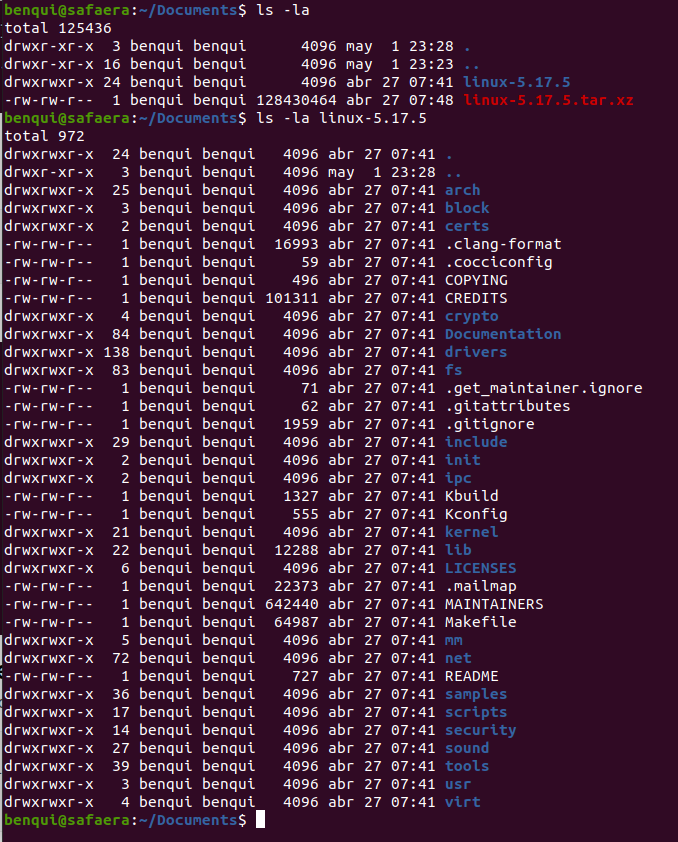 benqui@safaera:~/Documents$ ls -la
total 125436
drwxr-xr-x  3 benqui benqui      4096 may  1 23:28 .
drwxr-xr-x 16 benqui benqui      4096 may  1 23:23 ..
drwxrwxr-x 24 benqui benqui      4096 abr 27 07:41 linux-5.17.5
-rw-rw-r--  1 benqui benqui 128430464 abr 27 07:48 linux-5.17.5.tar.xz
benqui@safaera:~/Documents$ ls -la linux-5.17.5
total 972
drwxrwxr-x  24 benqui benqui   4096 abr 27 07:41 .
drwxr-xr-x   3 benqui benqui   4096 may  1 23:28 ..
drwxrwxr-x  25 benqui benqui   4096 abr 27 07:41 arch
drwxrwxr-x   3 benqui benqui   4096 abr 27 07:41 block
drwxrwxr-x   2 benqui benqui   4096 abr 27 07:41 certs
-rw-rw-r--   1 benqui benqui  16993 abr 27 07:41 .clang-format
-rw-rw-r--   1 benqui benqui     59 abr 27 07:41 .cocciconfig
-rw-rw-r--   1 benqui benqui    496 abr 27 07:41 COPYING
-rw-rw-r--   1 benqui benqui 101311 abr 27 07:41 CREDITS
drwxrwxr-x   4 benqui benqui   4096 abr 27 07:41 crypto
drwxrwxr-x  84 benqui benqui   4096 abr 27 07:41 Documentation
drwxrwxr-x 138 benqui benqui   4096 abr 27 07:41 drivers
drwxrwxr-x  83 benqui benqui   4096 abr 27 07:41 fs
-rw-rw-r--   1 benqui benqui     71 abr 27 07:41 .get_maintainer.ignore
-rw-rw-r--   1 benqui benqui     62 abr 27 07:41 .gitattributes
-rw-rw-r--   1 benqui benqui   1959 abr 27 07:41 .gitignore
drwxrwxr-x  29 benqui benqui   4096 abr 27 07:41 include
drwxrwxr-x   2 benqui benqui   4096 abr 27 07:41 init
drwxrwxr-x   2 benqui benqui   4096 abr 27 07:41 ipc
-rw-rw-r--   1 benqui benqui   1327 abr 27 07:41 Kbuild
-rw-rw-r--   1 benqui benqui    555 abr 27 07:41 Kconfig
drwxrwxr-x  21 benqui benqui   4096 abr 27 07:41 kernel
drwxrwxr-x  22 benqui benqui  12288 abr 27 07:41 lib
drwxrwxr-x   6 benqui benqui   4096 abr 27 07:41 LICENSES
-rw-rw-r--   1 benqui benqui  22373 abr 27 07:41 .mailmap
-rw-rw-r--   1 benqui benqui 642440 abr 27 07:41 MAINTAINERS
-rw-rw-r--   1 benqui benqui  64987 abr 27 07:41 Makefile
drwxrwxr-x   5 benqui benqui   4096 abr 27 07:41 mm
drwxrwxr-x  72 benqui benqui   4096 abr 27 07:41 net
-rw-rw-r--   1 benqui benqui    727 abr 27 07:41 README
drwxrwxr-x  36 benqui benqui   4096 abr 27 07:41 samples
drwxrwxr-x  17 benqui benqui   4096 abr 27 07:41 scripts
drwxrwxr-x  14 benqui benqui   4096 abr 27 07:41 security
drwxrwxr-x  27 benqui benqui   4096 abr 27 07:41 sound
drwxrwxr-x  39 benqui benqui   4096 abr 27 07:41 tools
drwxrwxr-x   3 benqui benqui   4096 abr 27 07:41 usr
drwxrwxr-x   4 benqui benqui   4096 abr 27 07:41 virt
benqui@safaera:~/Documents$